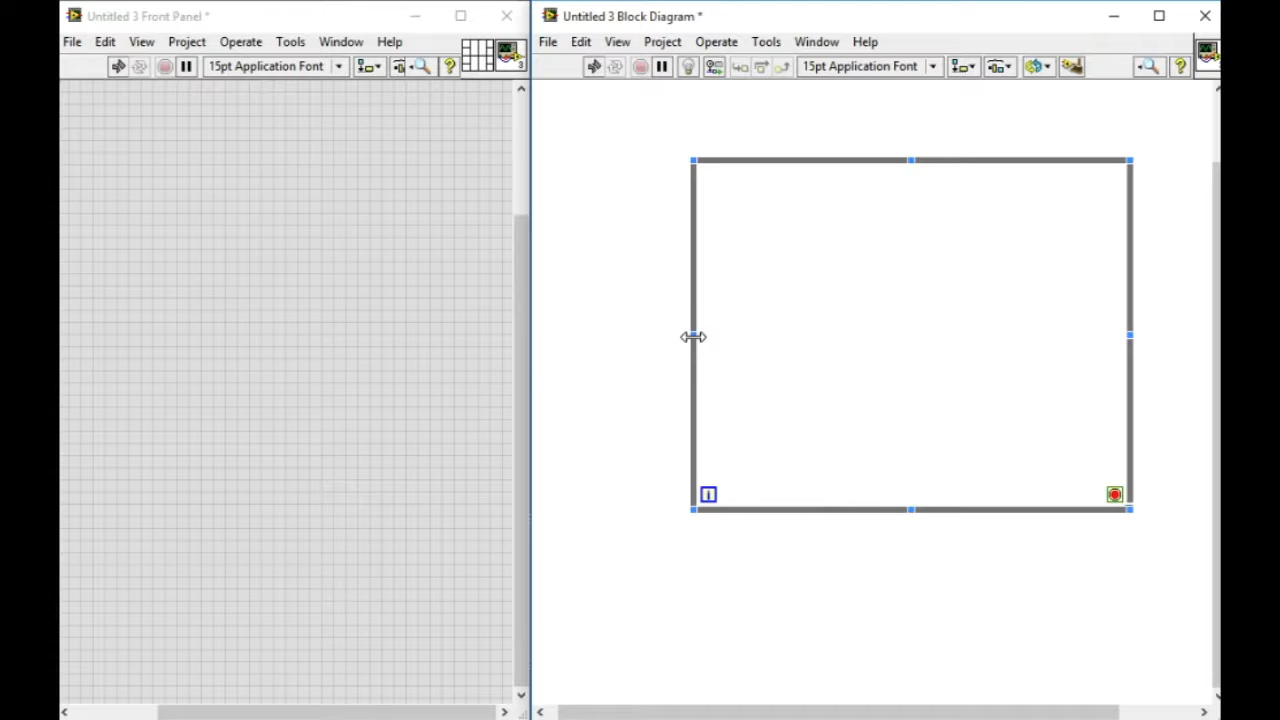 Untitled 3 Front Panel *
File Edit View Project Operate Tools Window Help
15pt Application Font
3
Untitled 3 Block Diagram *
File Edit View Project Operate Tools Window Help
15pt Application Font
i